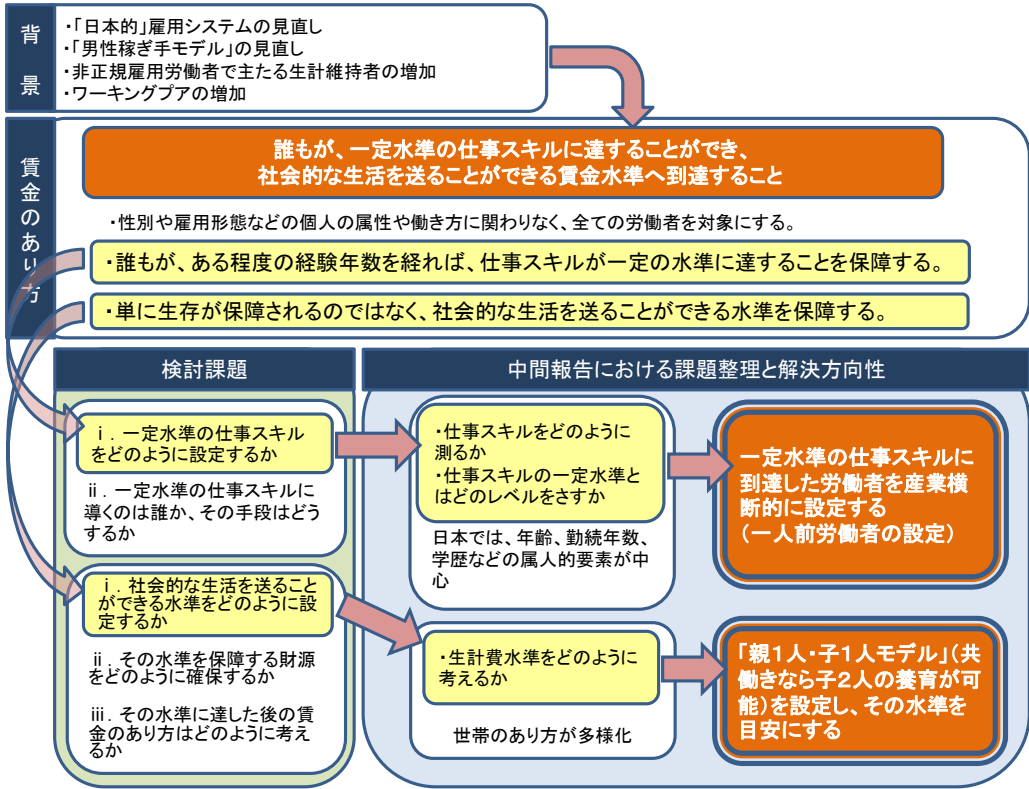 背景
・「日本的」雇用システムの見直し
・「男性稼ぎ手モデル」の見直し
・非正規雇用労働者で主たる生計維持者の増加
・ワーキングプアの増加
賃金のあり方
誰もが、一定水準の仕事スキルに達することができ、
社会的な生活を送ることができる賃金水準へ到達すること
・性別や雇用形態などの個人の属性や働き方に関わりなく、全ての労働者を対象にする。
・誰もが、ある程度の経験年数を経れば、仕事スキルが一定の水準に達することを保障する。
・単に生存が保障されるのではなく、社会的な生活を送ることができる水準を保障する。
検討課題
ⅰ．一定水準の仕事スキル
をどのように設定するか
ⅱ．一定水準の仕事スキルに
導くのは誰か、その手段はどう
するか
ⅰ．社会的な生活を送ること
ができる水準をどのように設
定するか
ⅱ．その水準を保障する財源
をどのように確保するか
ⅲ．その水準に達した後の賃
金のあり方はどのように考え
るか
中間報告における課題整理と解決方向性
・仕事スキルをどのように
測るか
・仕事スキルの一定水準と
はどのレベルをさすか
日本では、年齢、勤続年数、
学歴などの属人的要素が中
心
一定水準の仕事スキルに
到達した労働者を産業横
断的に設定する
（一人前労働者の設定）
・生計費水準をどのように
考えるか
世帯のあり方が多様化
「親１人・子１人モデル」（共
働きなら子２人の養育が可
能）を設定し、その水準を
目安にする